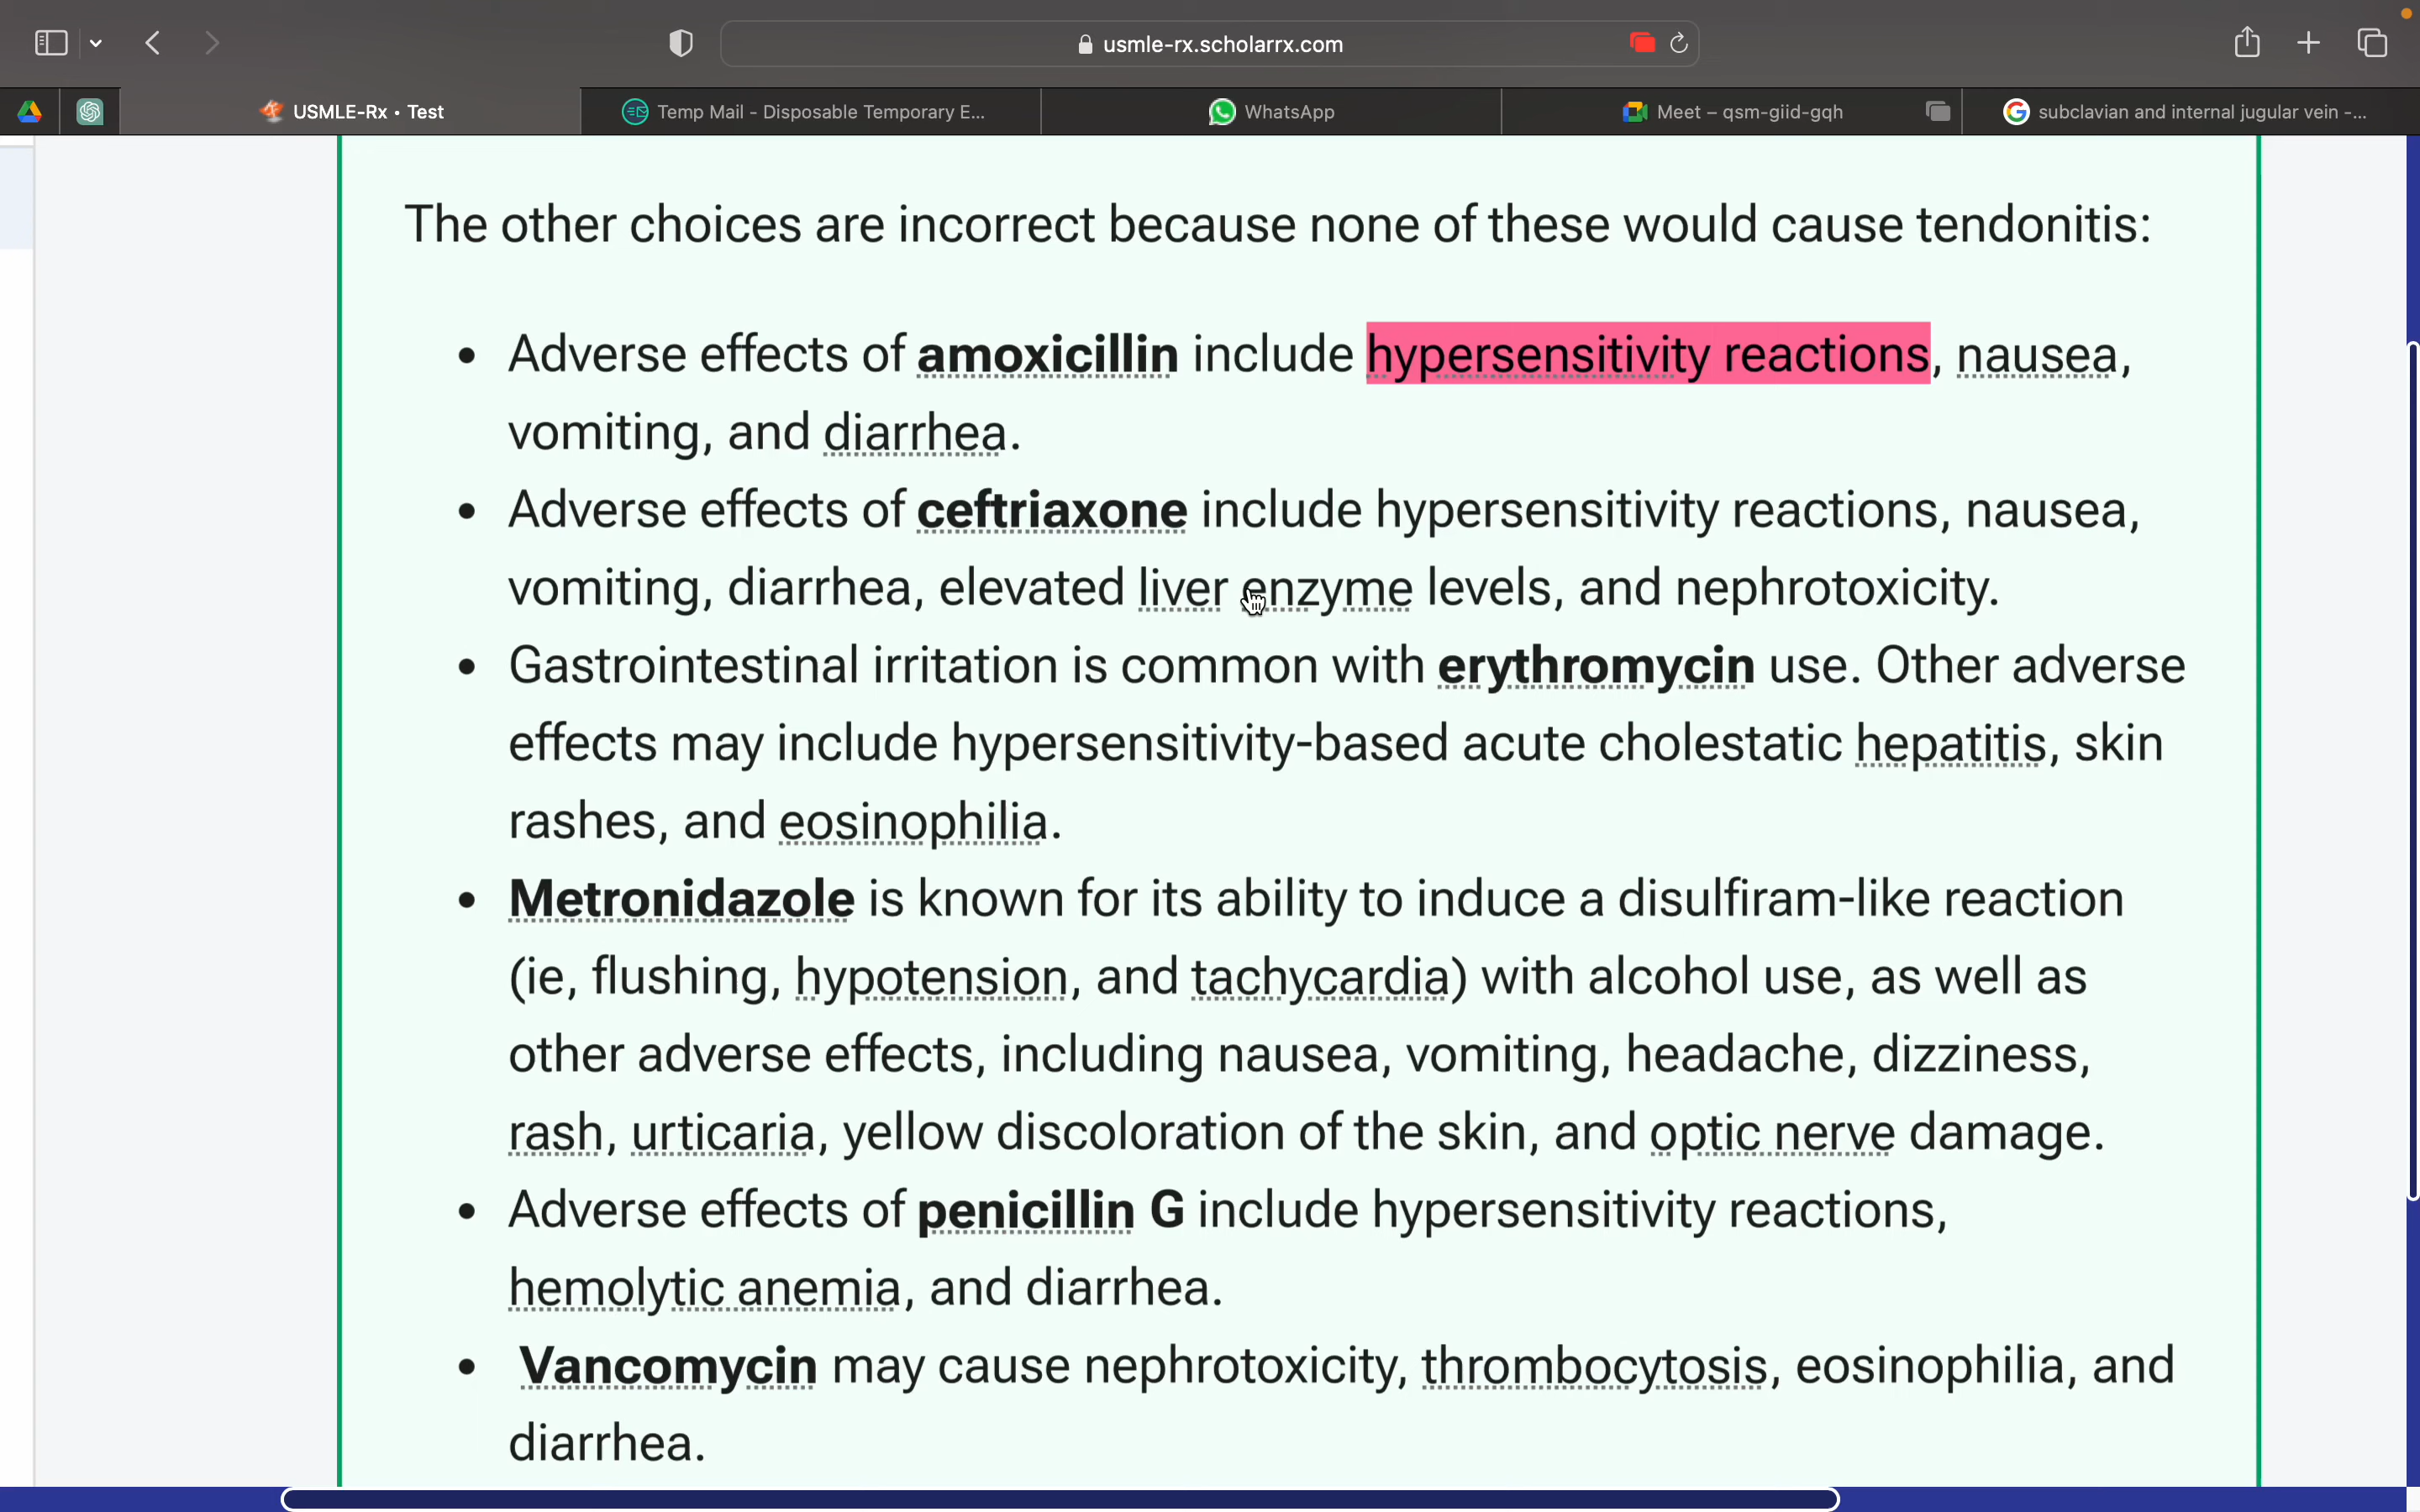 usmle-rx.scholarrx.com
USMLE-Rx • Test
Temp Mail - Disposable Temporary E...
WhatsApp
Meet – qsm-giid-gqh
subclavian and internal jugular vein -...
The other choices are incorrect because none of these would cause tendonitis:
• Adverse effects of amoxicillin include hypersensitivity reactions, nausea,
vomiting, and diarrhea.
• Adverse effects of ceftriaxone include hypersensitivity reactions, nausea,
vomiting, diarrhea, elevated liver enzyme levels, and nephrotoxicity.
• Gastrointestinal irritation is common with erythromycin use. Other adverse
effects may include hypersensitivity-based acute cholestatic hepatitis, skin
rashes, and eosinophilia.
• Metronidazole is known for its ability to induce a disulfiram-like reaction
(ie, flushing, hypotension, and tachycardia) with alcohol use, as well as
other adverse effects, including nausea, vomiting, headache, dizziness,
rash, urticaria, yellow discoloration of the skin, and optic nerve damage.
• Adverse effects of penicillin G include hypersensitivity reactions,
hemolytic anemia, and diarrhea.
• Vancomycin may cause nephrotoxicity, thrombocytosis, eosinophilia, and
diarrhea.